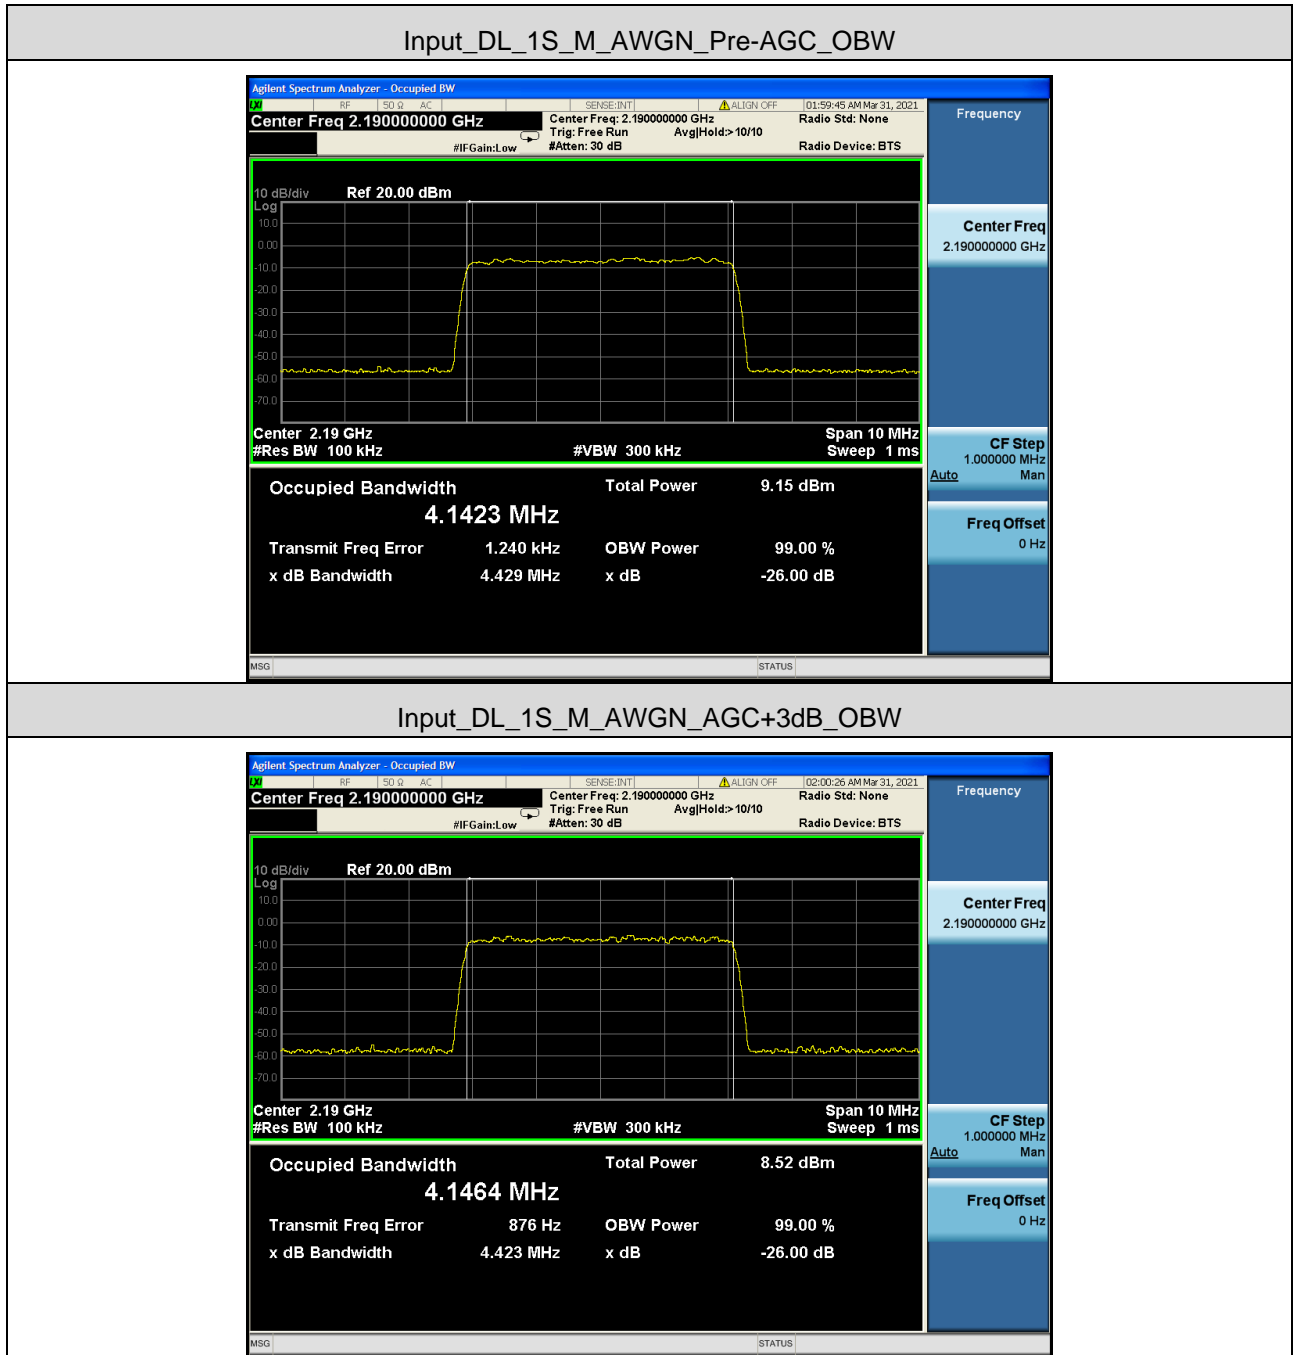 Input_DL_1S_M_AWGN_Pre-AGC_OBW
Agilent Spectrum Analyzer - Occupied BW
LXI RF 50 Ω AC SENSE:INT ALIGN OFF 01:59:45 AM Mar 31, 2021
Center Freq 2.190000000 GHz
Center Freq: 2.190000000 GHz
Radio Std: None
Trig: Free Run Avg|Hold:> 10/10
#IFGain:Low #Atten: 30 dB Radio Device: BTS
Frequency
10 dB/div Ref 20.00 dBm
Log
10.0
0.00
-10.0
-20.0
-30.0
-40.0
-50.0
-60.0
-70.0
Center 2.19 GHz Span 10 MHz
#Res BW 100 kHz #VBW 300 kHz Sweep 1 ms
Center Freq
2.190000000 GHz
CF Step
1.000000 MHz
Auto Man
Freq Offset
0 Hz
Occupied Bandwidth Total Power 9.15 dBm
4.1423 MHz
Transmit Freq Error 1.240 kHz OBW Power 99.00 %
x dB Bandwidth 4.429 MHz x dB -26.00 dB
MSG STATUS
Input_DL_1S_M_AWGN_AGC+3dB_OBW
Agilent Spectrum Analyzer - Occupied BW
LXI RF 50 Ω AC SENSE:INT ALIGN OFF 02:00:26 AM Mar 31, 2021
Center Freq 2.190000000 GHz
Center Freq: 2.190000000 GHz
Radio Std: None
Trig: Free Run Avg|Hold:> 10/10
#IFGain:Low #Atten: 30 dB Radio Device: BTS
Frequency
10 dB/div Ref 20.00 dBm
Log
10.0
0.00
-10.0
-20.0
-30.0
-40.0
-50.0
-60.0
-70.0
Center 2.19 GHz Span 10 MHz
#Res BW 100 kHz #VBW 300 kHz Sweep 1 ms
Center Freq
2.190000000 GHz
CF Step
1.000000 MHz
Auto Man
Freq Offset
0 Hz
Occupied Bandwidth Total Power 8.52 dBm
4.1464 MHz
Transmit Freq Error 876 Hz OBW Power 99.00 %
x dB Bandwidth 4.423 MHz x dB -26.00 dB
MSG STATUS